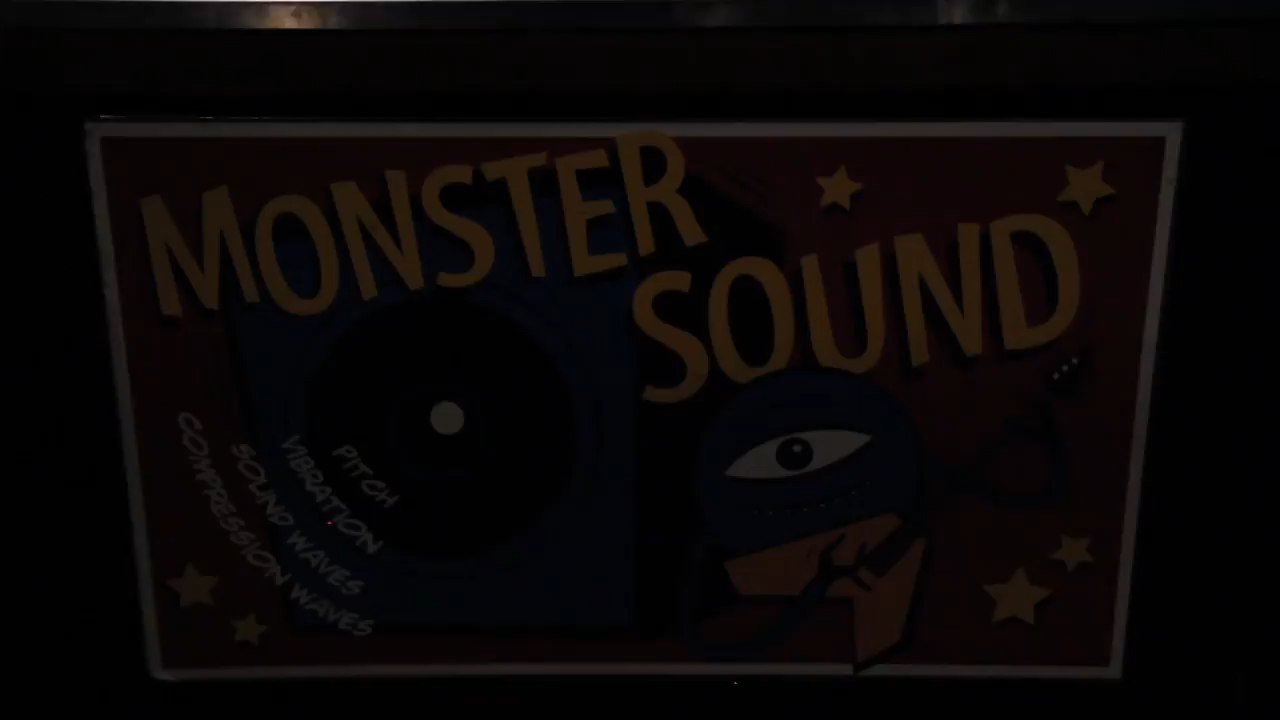 MONSTER
SOUND
PITCH
VIBRATION
SOUND WAVES
COMPRESSION WAVES